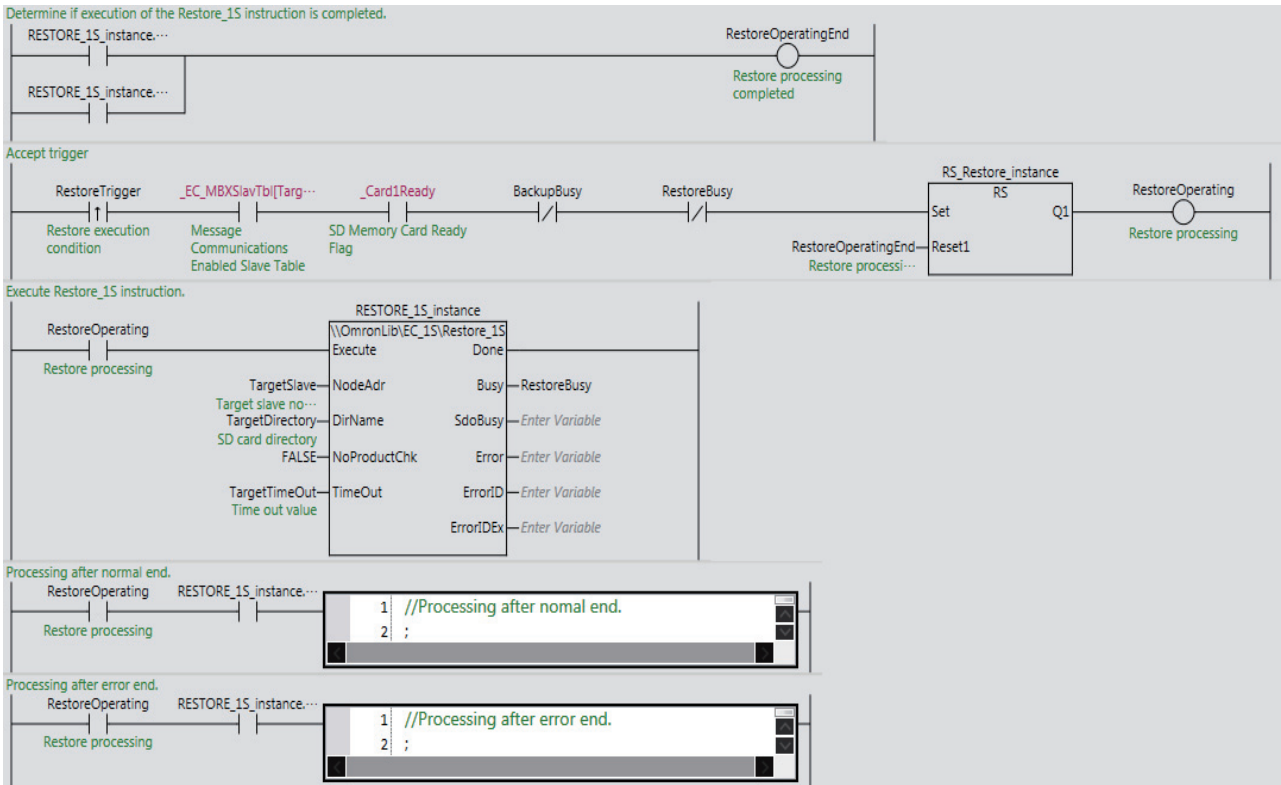 Determine if execution of the Restore_1S instruction is completed.
RESTORE_1S_instance.…
RestoreOperatingEnd
Restore processing
completed
RESTORE_1S_instance.…
Accept trigger
RS_Restore_instance
RestoreTrigger
_EC_MBXSlavTbl[Targ…
_Card1Ready
BackupBusy
RestoreBusy
RS
RestoreOperating
Set
Q1
Restore execution
condition
Message
Communications
Enabled Slave Table
SD Memory Card Ready
Flag
Restore processing
RestoreOperatingEnd
Reset1
Restore processi…
Execute Restore_1S instruction.
RESTORE_1S_instance
RestoreOperating
\\OmronLib\EC_1S\Restore_1S
Execute
Done
Restore processing
TargetSlave
NodeAdr
Busy
RestoreBusy
Target slave no…
TargetDirectory
DirName
SdoBusy
Enter Variable
SD card directory
FALSE
NoProductChk
Error
Enter Variable
TargetTimeOut
TimeOut
ErrorID
Enter Variable
Time out value
ErrorIDEx
Enter Variable
Processing after normal end.
RestoreOperating
RESTORE_1S_instance.…
Restore processing
1 //Processing after nomal end.
2 ;
Processing after error end.
RestoreOperating
RESTORE_1S_instance.…
Restore processing
1 //Processing after error end.
2 ;